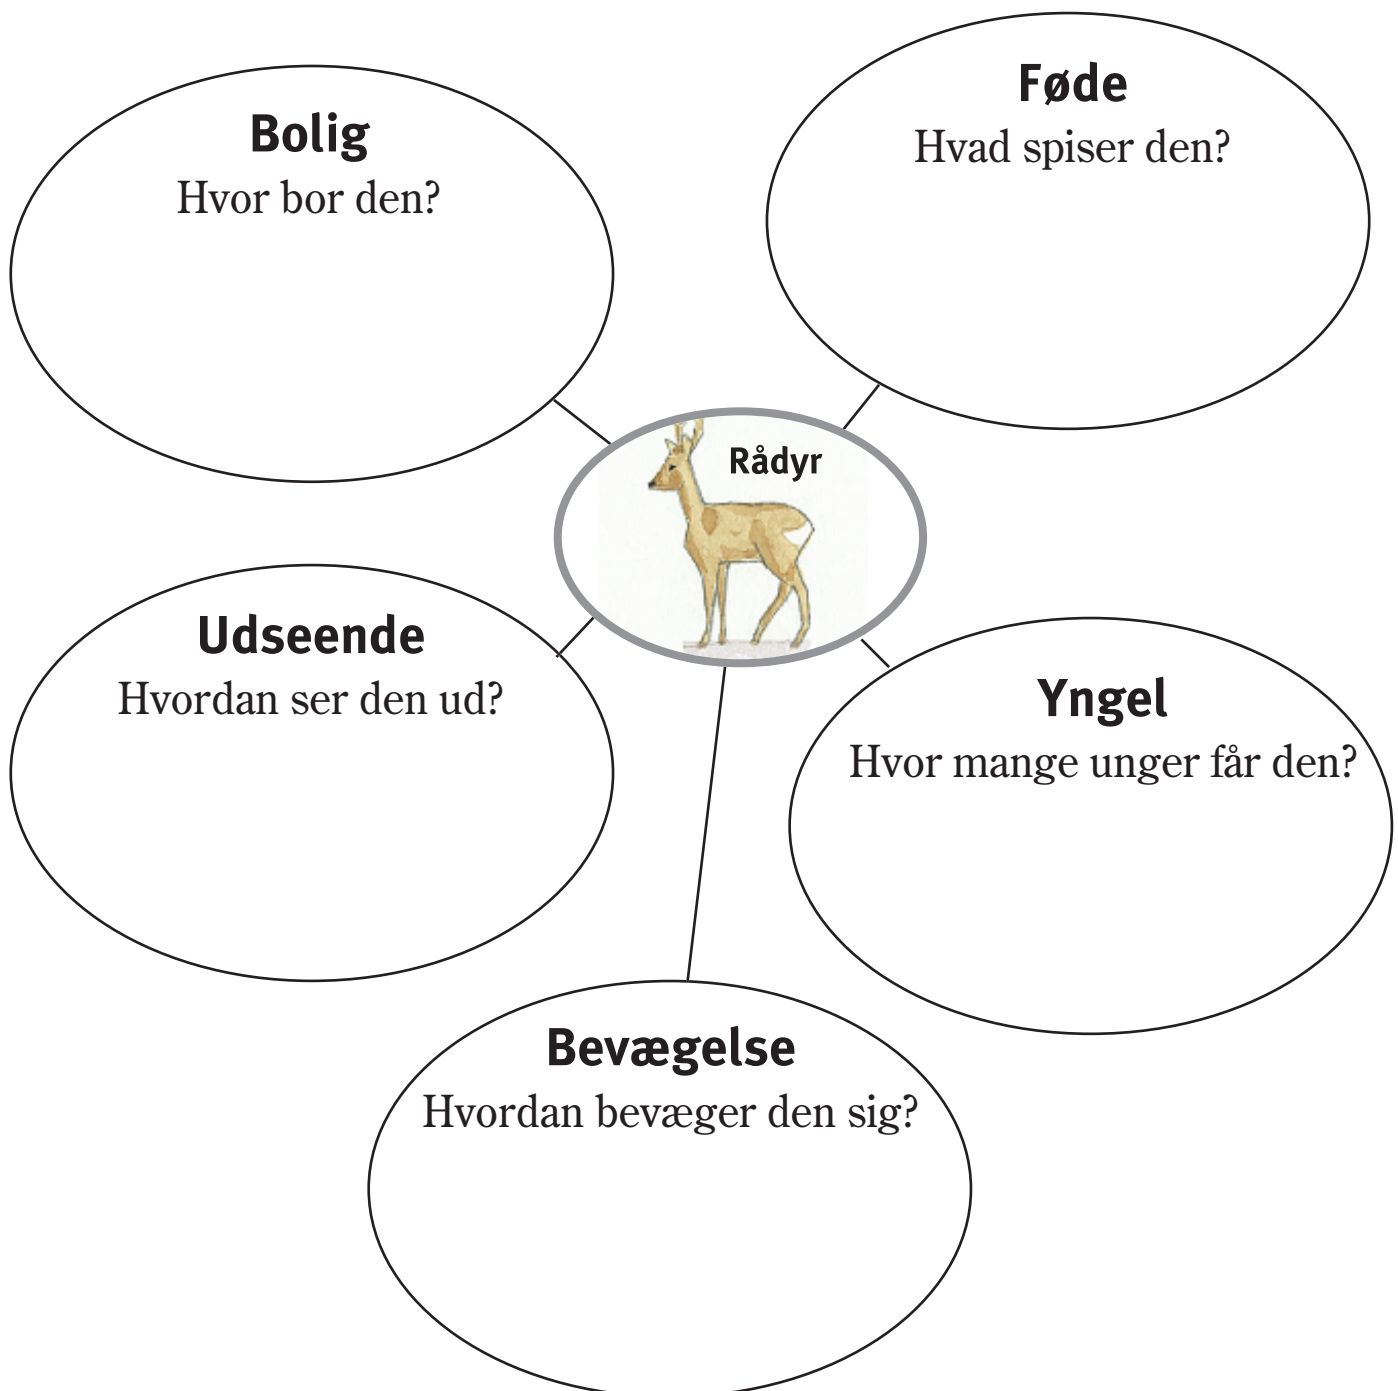 Bolig
Hvor bor den?
Føde
Hvad spiser den?
Rådyr
Udseende
Hvordan ser den ud?
Yngel
Hvor mange unger får den?
Bevægelse
Hvordan bevæger den sig?